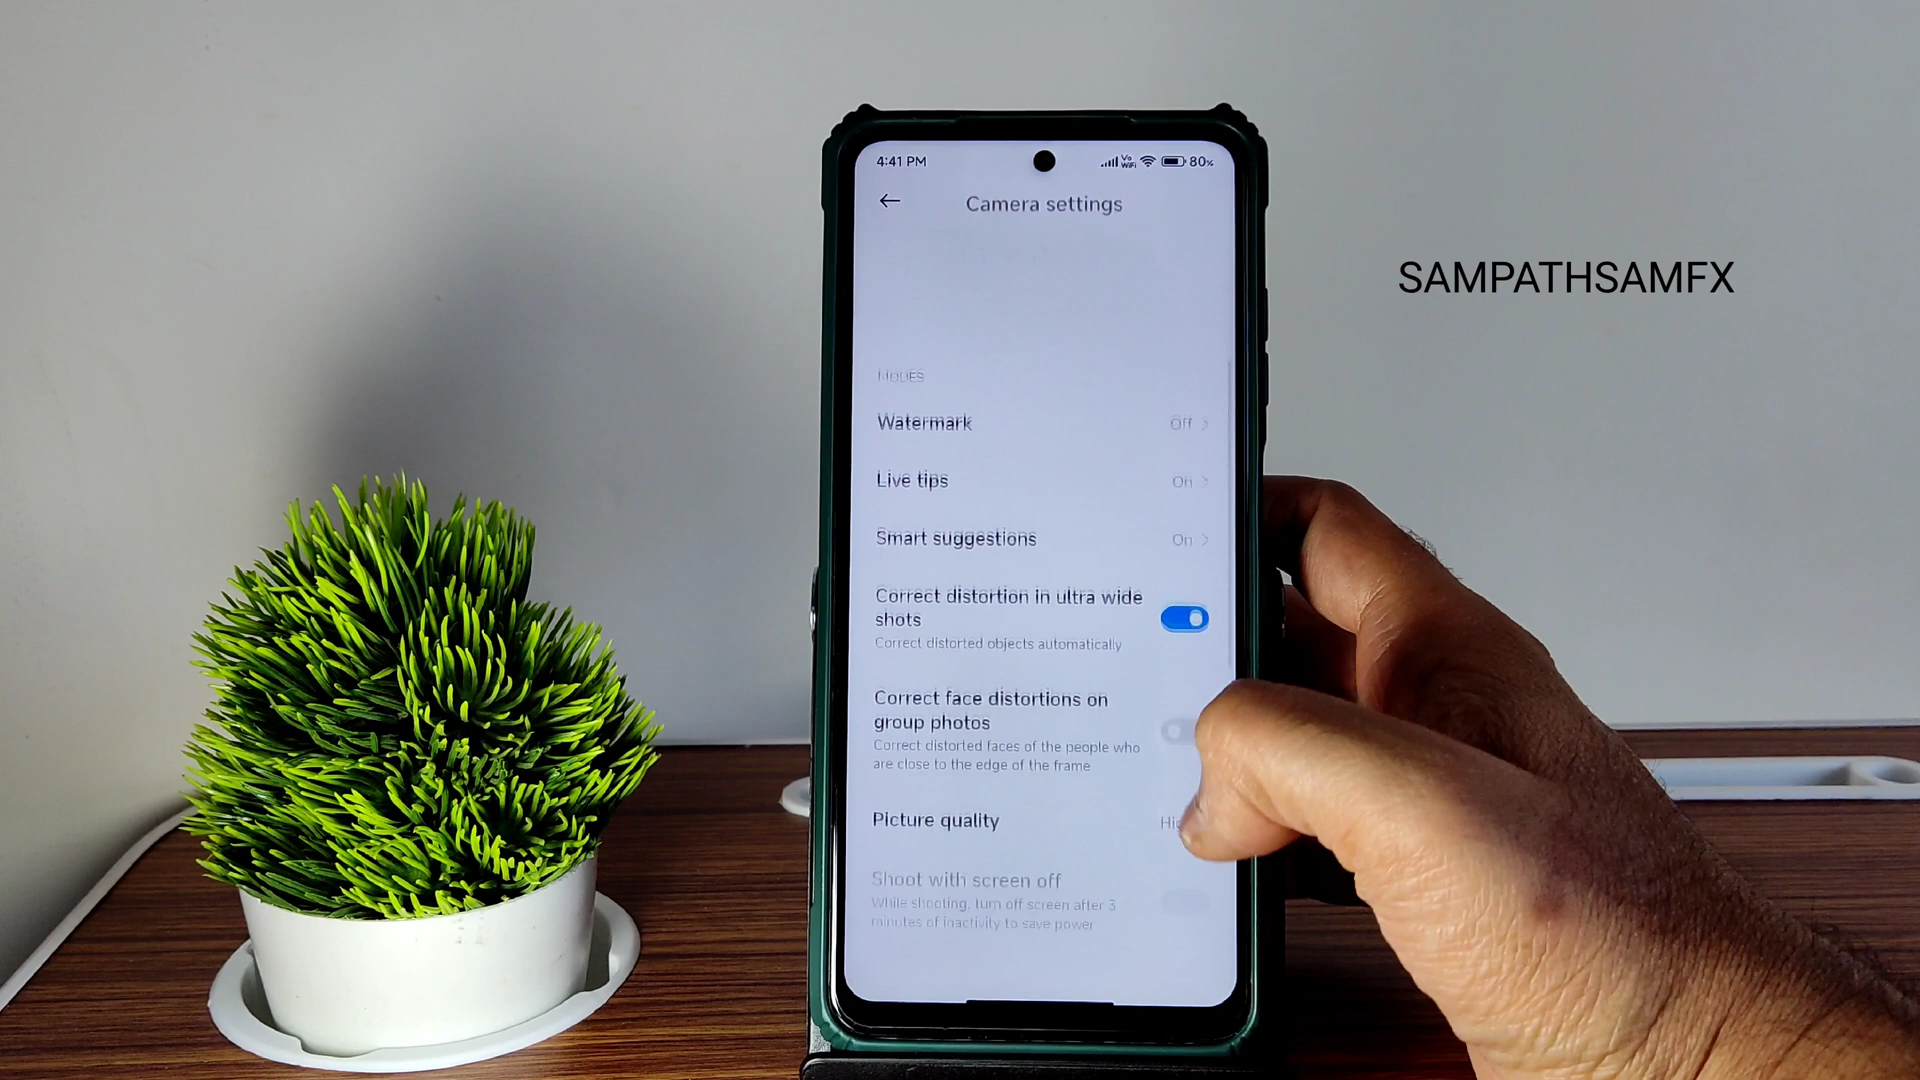 4:41 PM
Vo
WiFi
80%
Camera settings
SAMPATHSAMFX
MODES
Watermark
Off
Live tips
On
Smart suggestions
On
Correct distortion in ultra wide
shots
Correct distorted objects automatically
Correct face distortions on
group photos
Correct distorted faces of the people who
are close to the edge of the frame
Picture quality
Shoot with screen off
While shooting, turn off screen after 3
minutes of inactivity to save power